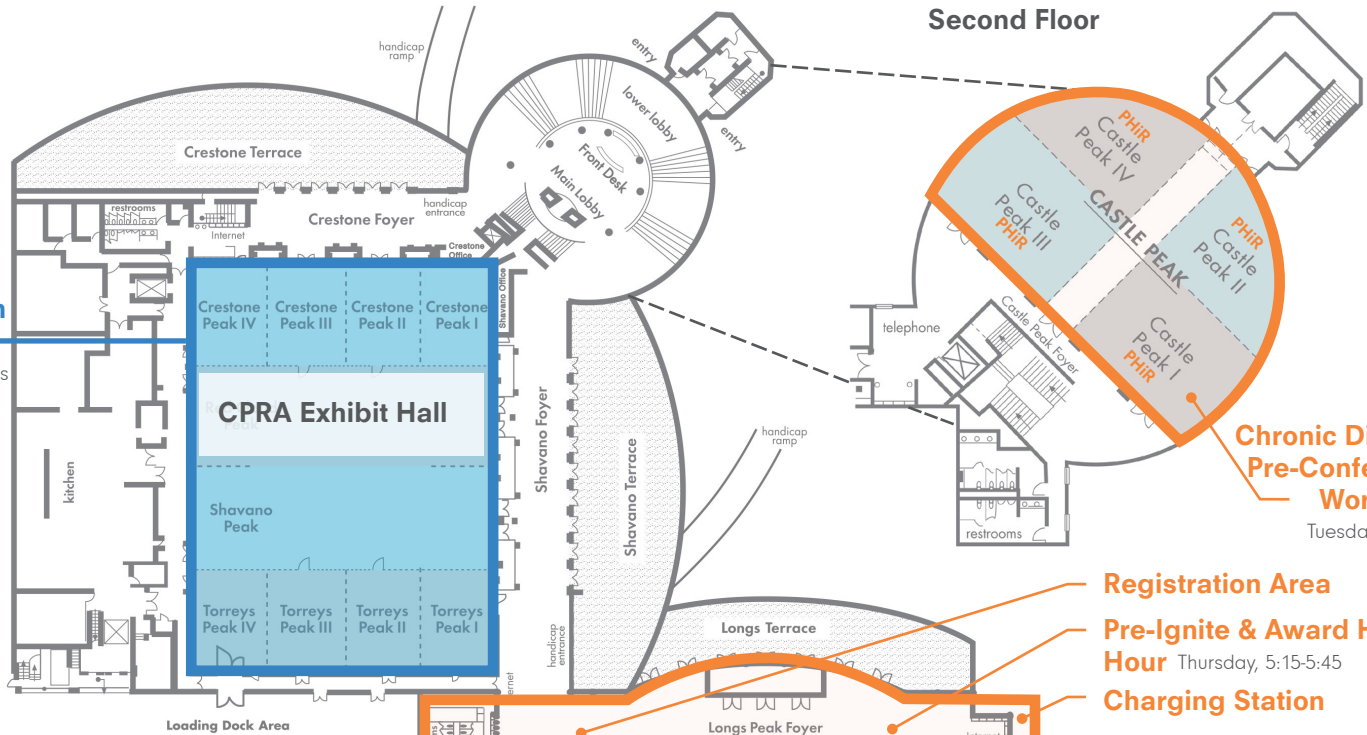 Second Floor
handicap
ramp
entry
lower lobby
entry
Front Desk
Main Lobby
Crestone Terrace
restrooms
Internet
Crestone Foyer
handicap
entrance
Crestone
Office
Shavano Office
Crestone
Peak IV
Crestone
Peak III
Crestone
Peak II
Crestone
Peak I
CPRA Exhibit Hall
kitchen
Shavano
Peak
Torreys
Peak IV
Torreys
Peak III
Torreys
Peak II
Torreys
Peak I
Loading Dock Area
Shavano Foyer
Shavano Terrace
handicap
ramp
handicap
entrance
PHiR
Castle
Peak IV
Castle
Peak III
PHiR
CASTLE PEAK
PHiR
Castle
Peak II
Castle
Peak I
PHiR
telephone
Castle Peak Foyer
restrooms
Chronic Di
Pre-Confe
Wor
Tuesda
Registration Area
Pre-Ignite & Award H
Hour Thursday, 5:15-5:45
Charging Station
Longs Terrace
Longs Peak Foyer